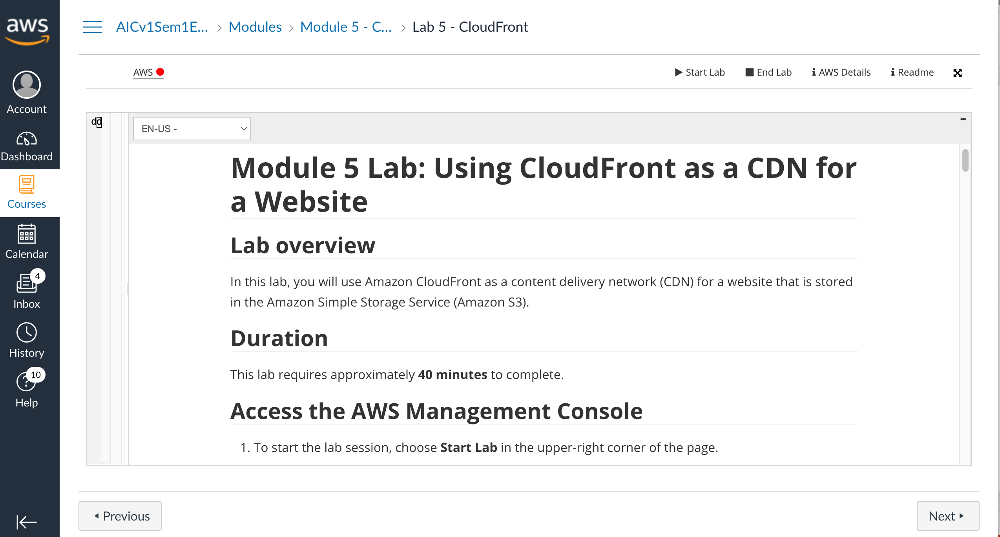 aws
Account
Dashboard
Courses
Calendar
4
Inbox
History
10
Help
AICv1Sem1E... > Modules > Module 5 - C... > Lab 5 - CloudFront
AWS
Start Lab
End Lab
AWS Details
Readme
dd
EN-US -
Module 5 Lab: Using CloudFront as a CDN for
a Website
Lab overview
In this lab, you will use Amazon CloudFront as a content delivery network (CDN) for a website that is stored
in the Amazon Simple Storage Service (Amazon S3).
Duration
This lab requires approximately 40 minutes to complete.
Access the AWS Management Console
1. To start the lab session, choose Start Lab in the upper-right corner of the page.
Previous
Next